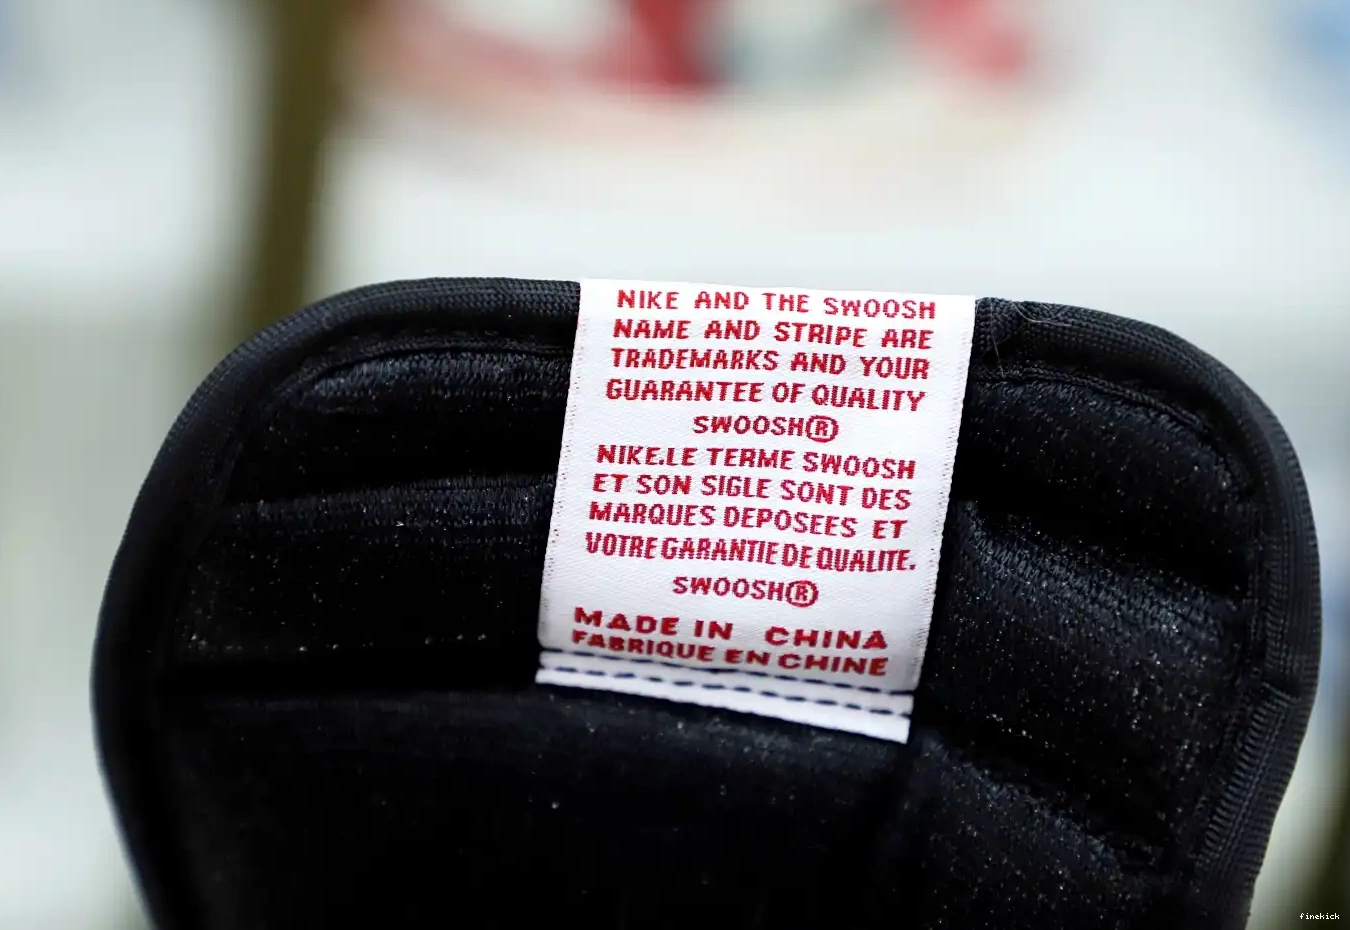 NIKE AND THE SWOOSH
NAME AND STRIPE ARE
TRADEMARKS AND YOUR
GUARANTEE OF QUALITY
SWOOSH®
NIKE.LE TERME SWOOSH
ET SON SIGLE SONT DES
MARQUES DEPOSEES ET
VOTRE GARANTIE DE QUALITE.
SWOOSH®
MADE IN CHINA
FABRIQUE EN CHINE
finekick